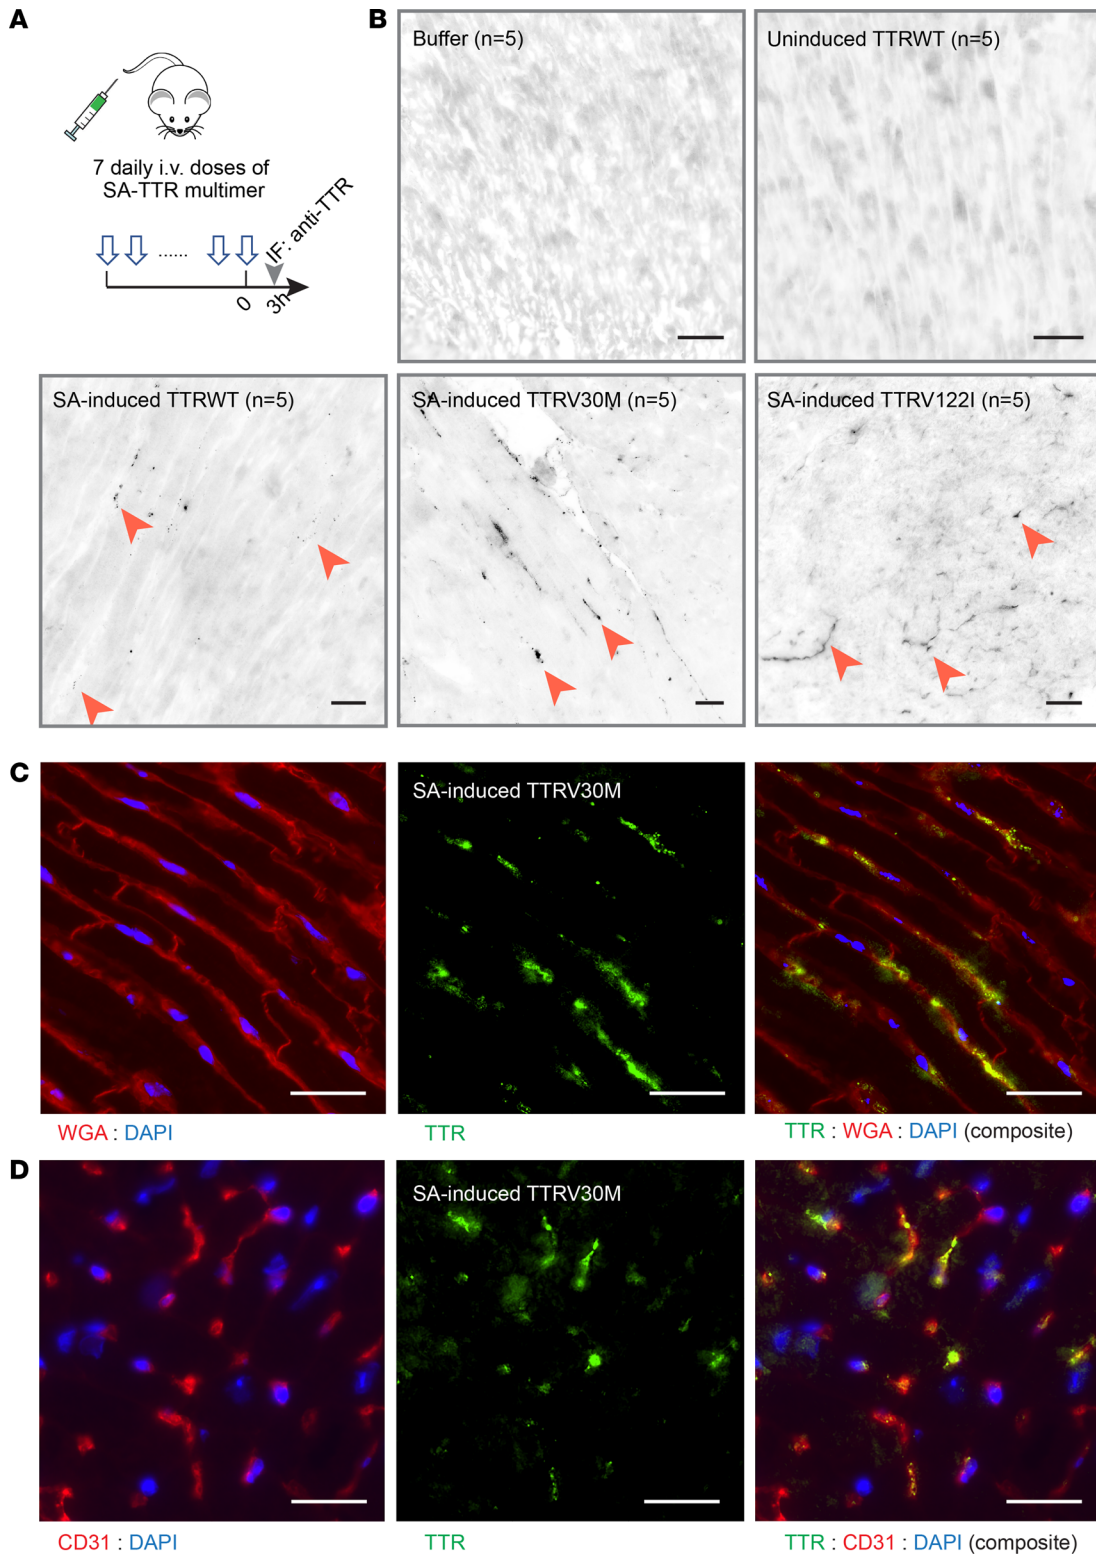 A
B
7 daily i.v. doses of
SA-TTR multimer
IF: anti-TTR
......
0
3h
Buffer (n=5)
Uninduced TTRWT (n=5)
SA-induced TTRWT (n=5)
SA-induced TTRV30M (n=5)
SA-induced TTRV122I (n=5)
C
SA-induced TTRV30M
WGA : DAPI
TTR
TTR : WGA : DAPI (composite)
D
SA-induced TTRV30M
CD31 : DAPI
TTR
TTR : CD31 : DAPI (composite)